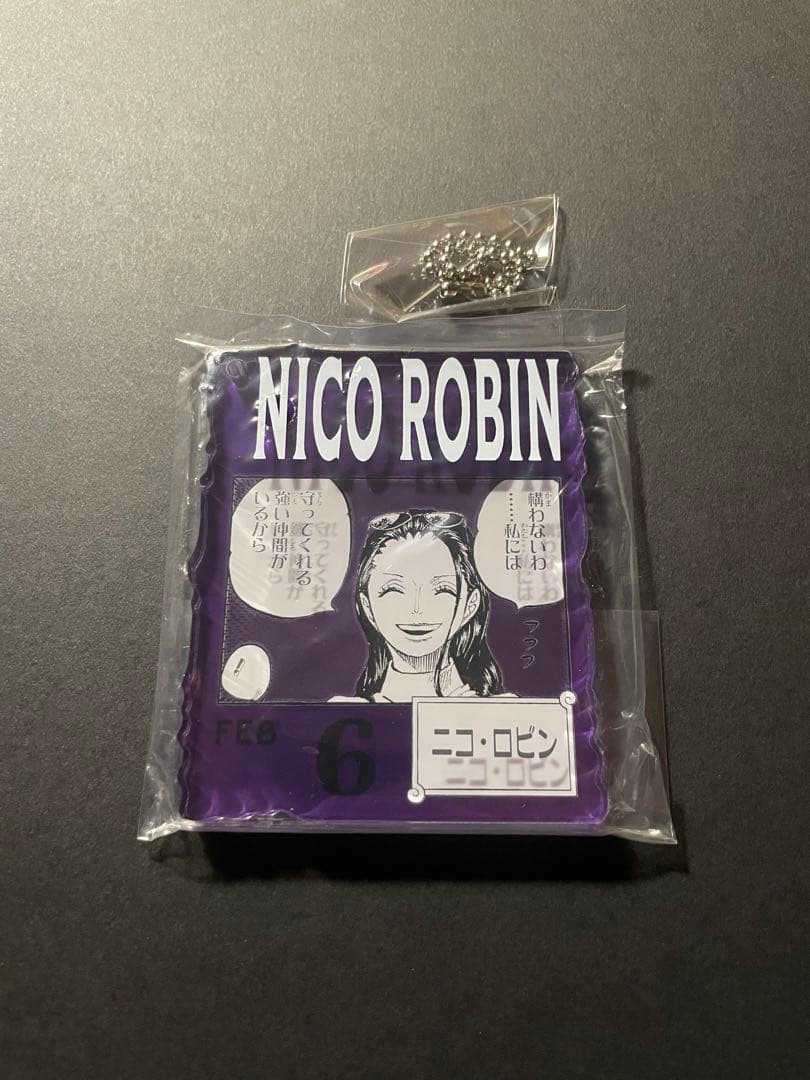 NICO ROBIN
構わないわ
……私には
守ってくれる
強い仲間が
いるから
フフフ
!
FEB 6
ニコ・ロビン